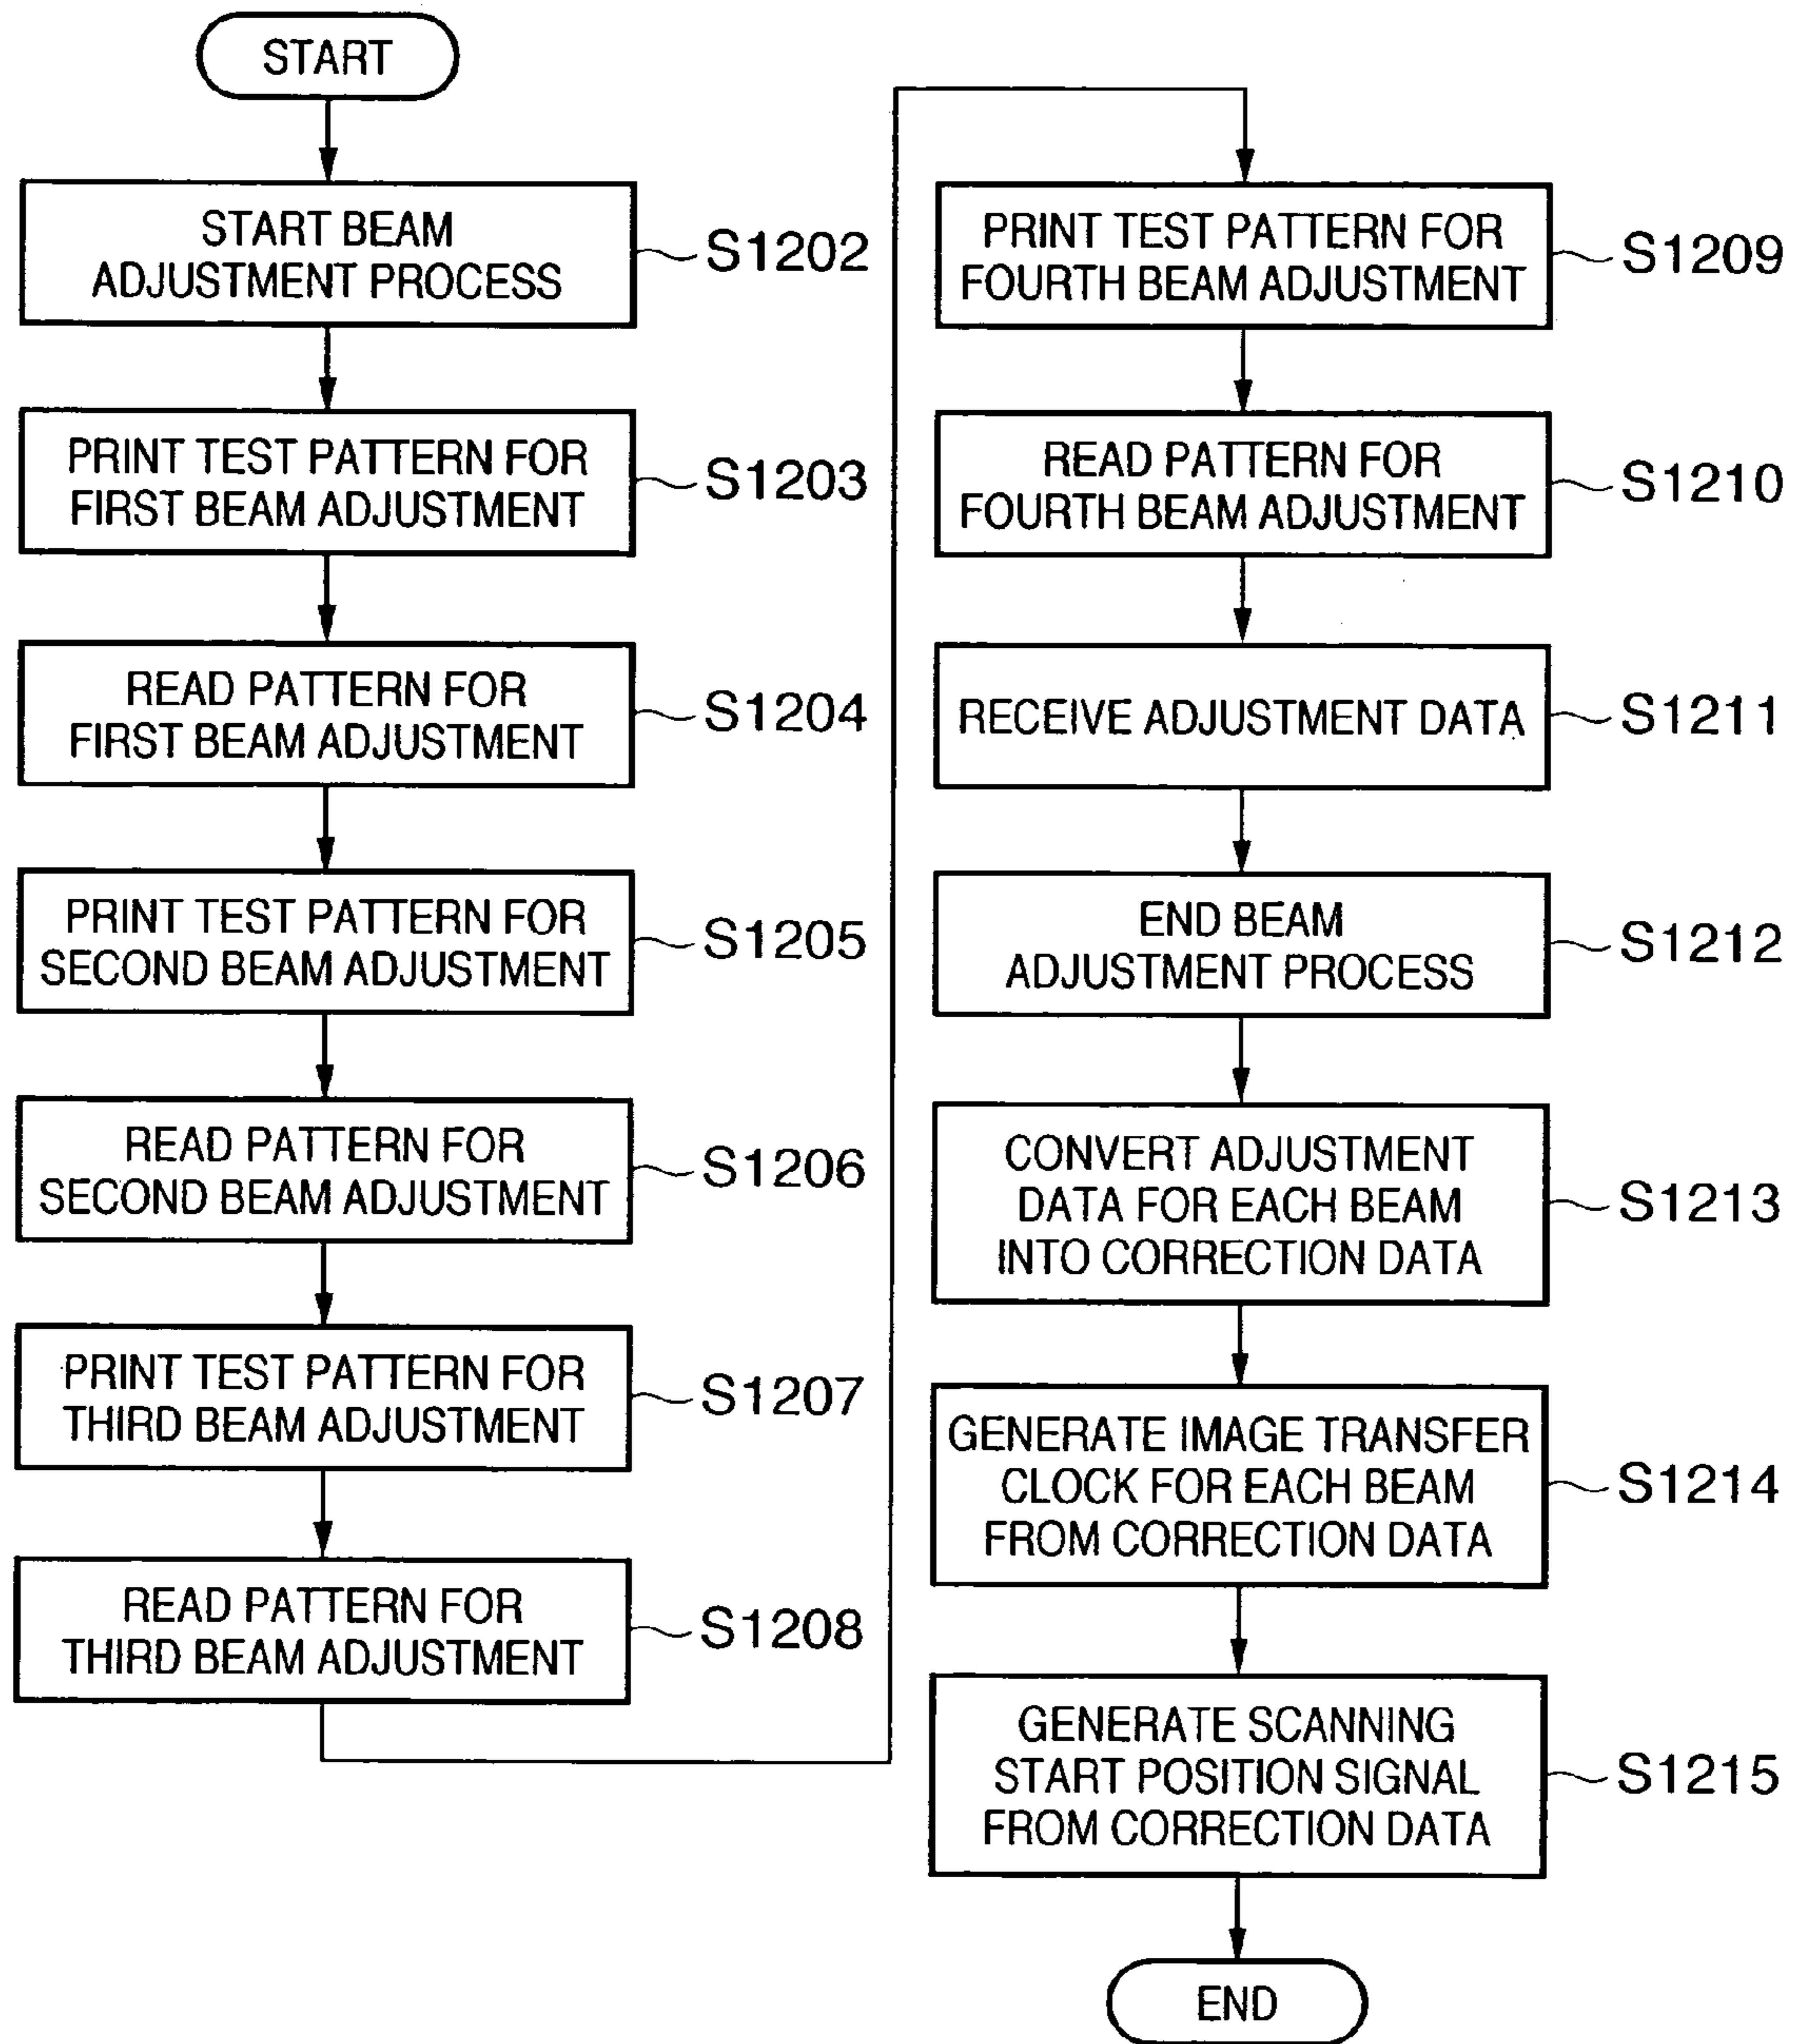 START
START BEAM
ADJUSTMENT PROCESS
S1202
PRINT TEST PATTERN FOR
FIRST BEAM ADJUSTMENT
S1203
READ PATTERN FOR
FIRST BEAM ADJUSTMENT
S1204
PRINT TEST PATTERN FOR
SECOND BEAM ADJUSTMENT
S1205
READ PATTERN FOR
SECOND BEAM ADJUSTMENT
S1206
PRINT TEST PATTERN FOR
THIRD BEAM ADJUSTMENT
S1207
READ PATTERN FOR
THIRD BEAM ADJUSTMENT
S1208
PRINT TEST PATTERN FOR
FOURTH BEAM ADJUSTMENT
S1209
READ PATTERN FOR
FOURTH BEAM ADJUSTMENT
S1210
RECEIVE ADJUSTMENT DATA
S1211
END BEAM
ADJUSTMENT PROCESS
S1212
CONVERT ADJUSTMENT
DATA FOR EACH BEAM
INTO CORRECTION DATA
S1213
GENERATE IMAGE TRANSFER
CLOCK FOR EACH BEAM
FROM CORRECTION DATA
S1214
GENERATE SCANNING
START POSITION SIGNAL
FROM CORRECTION DATA
S1215
END